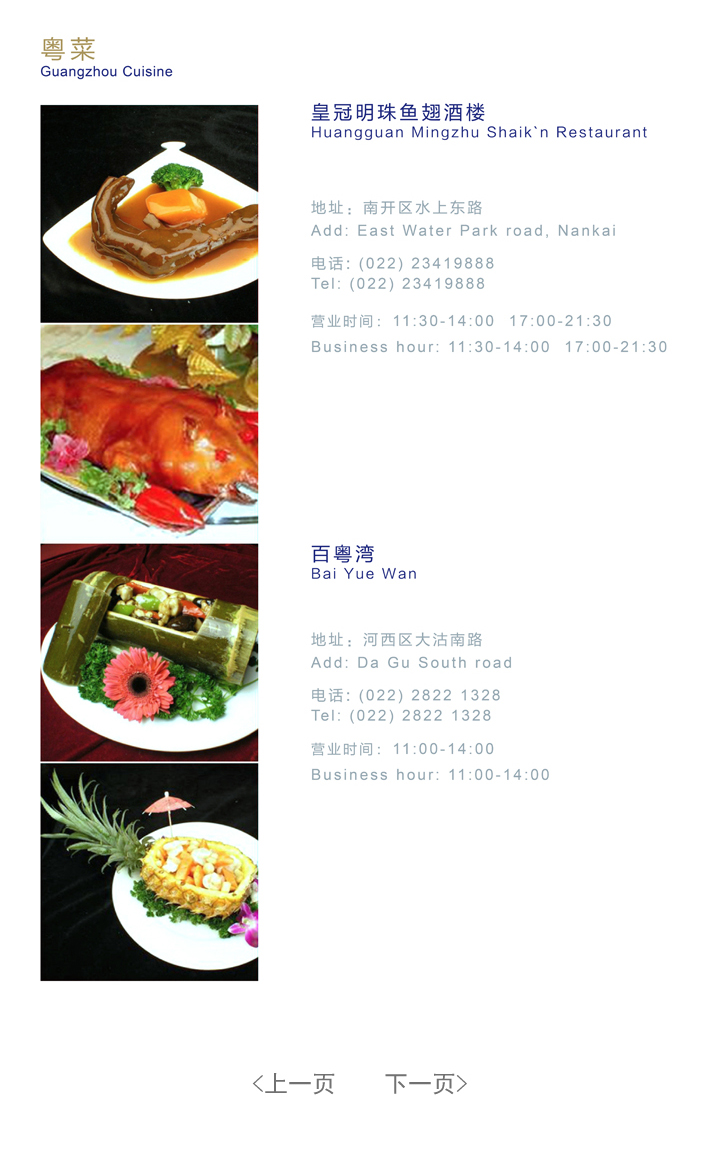 粤菜
Guangzhou Cuisine
皇冠明珠鱼翅酒楼
Huangguan Mingzhu Shaik`n Restaurant
地址：南开区水上东路
Add: East Water Park road, Nankai
电话: (022) 23419888
Tel: (022) 23419888
营业时间：11:30-14:00  17:00-21:30
Business hour: 11:30-14:00  17:00-21:30
百粤湾
Bai Yue Wan
地址：河西区大沽南路
Add: Da Gu South road
电话: (022) 2822 1328
Tel: (022) 2822 1328
营业时间：11:00-14:00
Business hour: 11:00-14:00
<上一页  下一页>